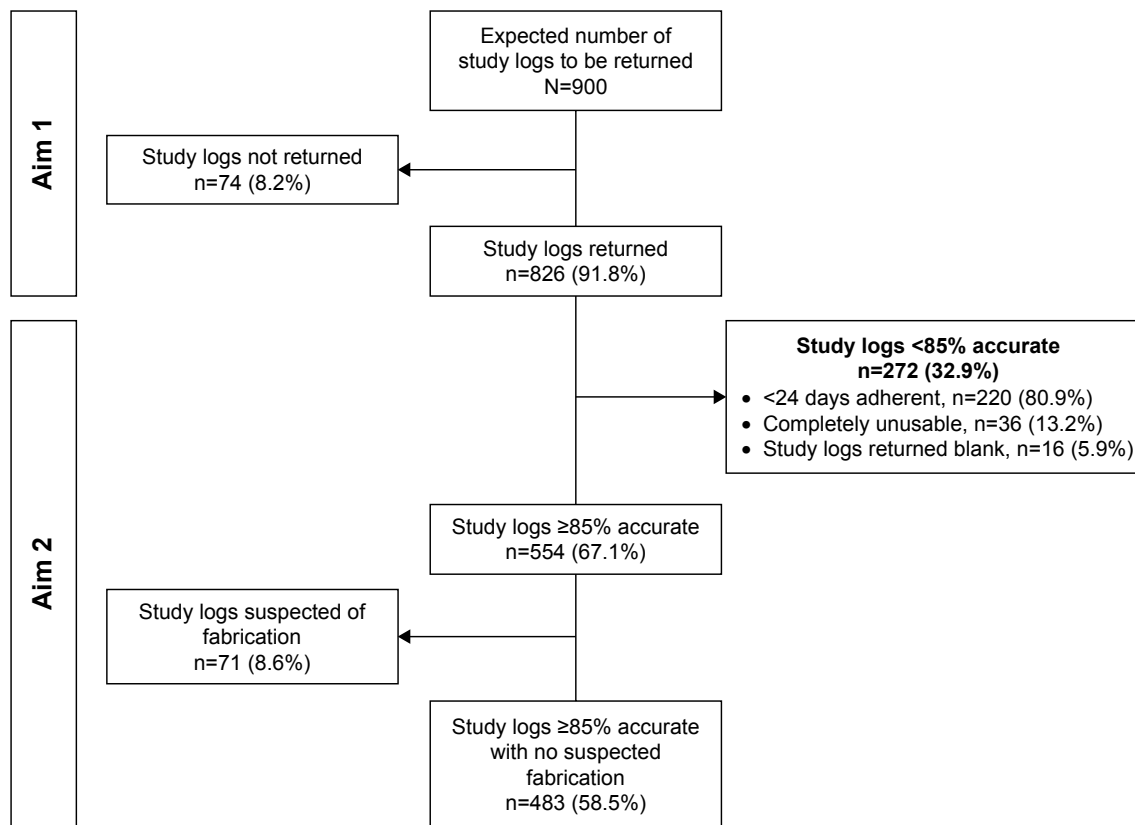 Aim 1
Expected number of
study logs to be returned
N=900
Study logs not returned
n=74 (8.2%)
Study logs returned
n=826 (91.8%)
Aim 2
Study logs <85% accurate
n=272 (32.9%)
• <24 days adherent, n=220 (80.9%)
• Completely unusable, n=36 (13.2%)
• Study logs returned blank, n=16 (5.9%)
Study logs ≥85% accurate
n=554 (67.1%)
Study logs suspected of
fabrication
n=71 (8.6%)
Study logs ≥85% accurate
with no suspected
fabrication
n=483 (58.5%)